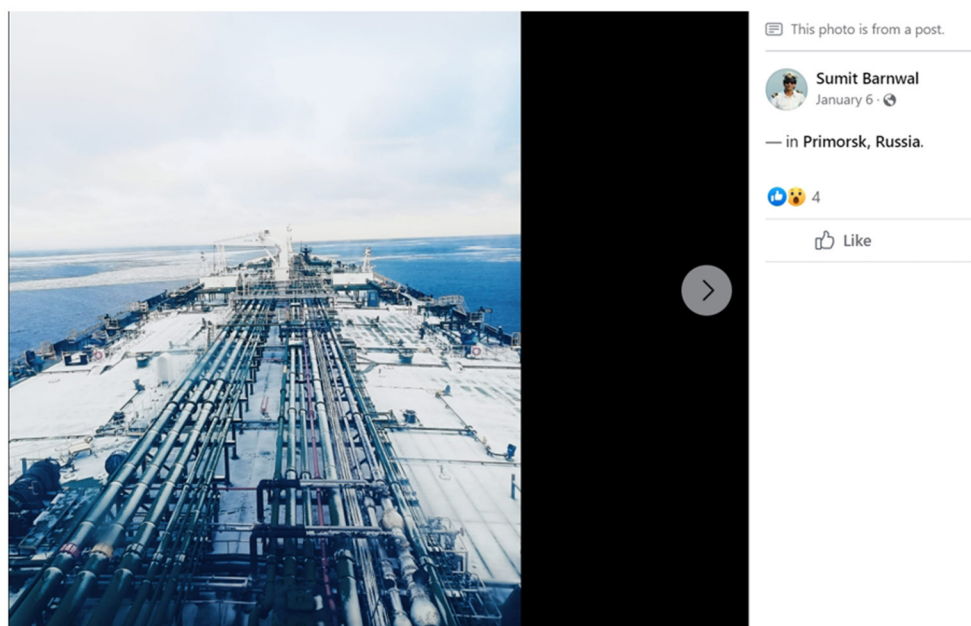 This photo is from a post.
Sumit Barnwal
January 6 ·
— in Primorsk, Russia.
4
Like